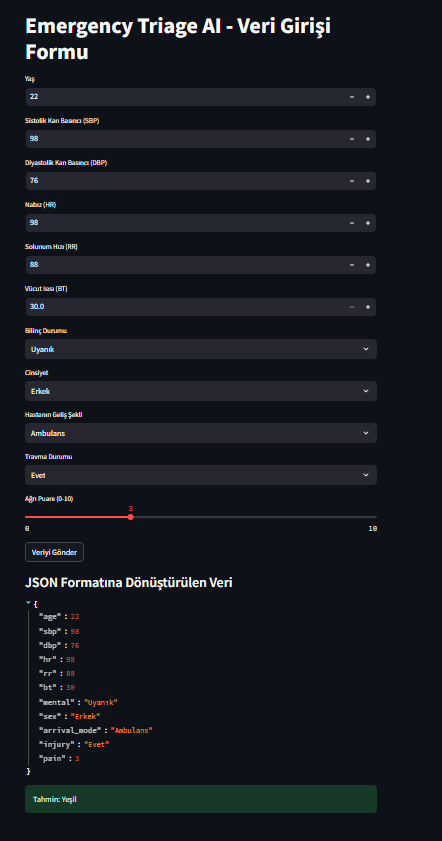 Emergency Triage AI - Veri Girişi
Formu
Yaş
22
Sistolik Kan Basıncı (SBP)
98
Diyastolik Kan Basıncı (DBP)
76
Nabız (HR)
98
Solunum Hızı (RR)
88
Vücut Isısı (BT)
30.0
Bilinç Durumu
Uyanık
Cinsiyet
Erkek
Hastanın Geliş Şekli
Ambulans
Travma Durumu
Evet
Ağrı Puanı (0-10)
3
0 10
Veriyi Gönder
JSON Formatına Dönüştürülen Veri
{
"age" : 22
"sbp" : 98
"dbp" : 76
"hr" : 98
"rr" : 88
"bt" : 30
"mental" : "Uyanık"
"sex" : "Erkek"
"arrival_mode" : "Ambulans"
"injury" : "Evet"
"pain" : 3
}
Tahmin: Yeşil